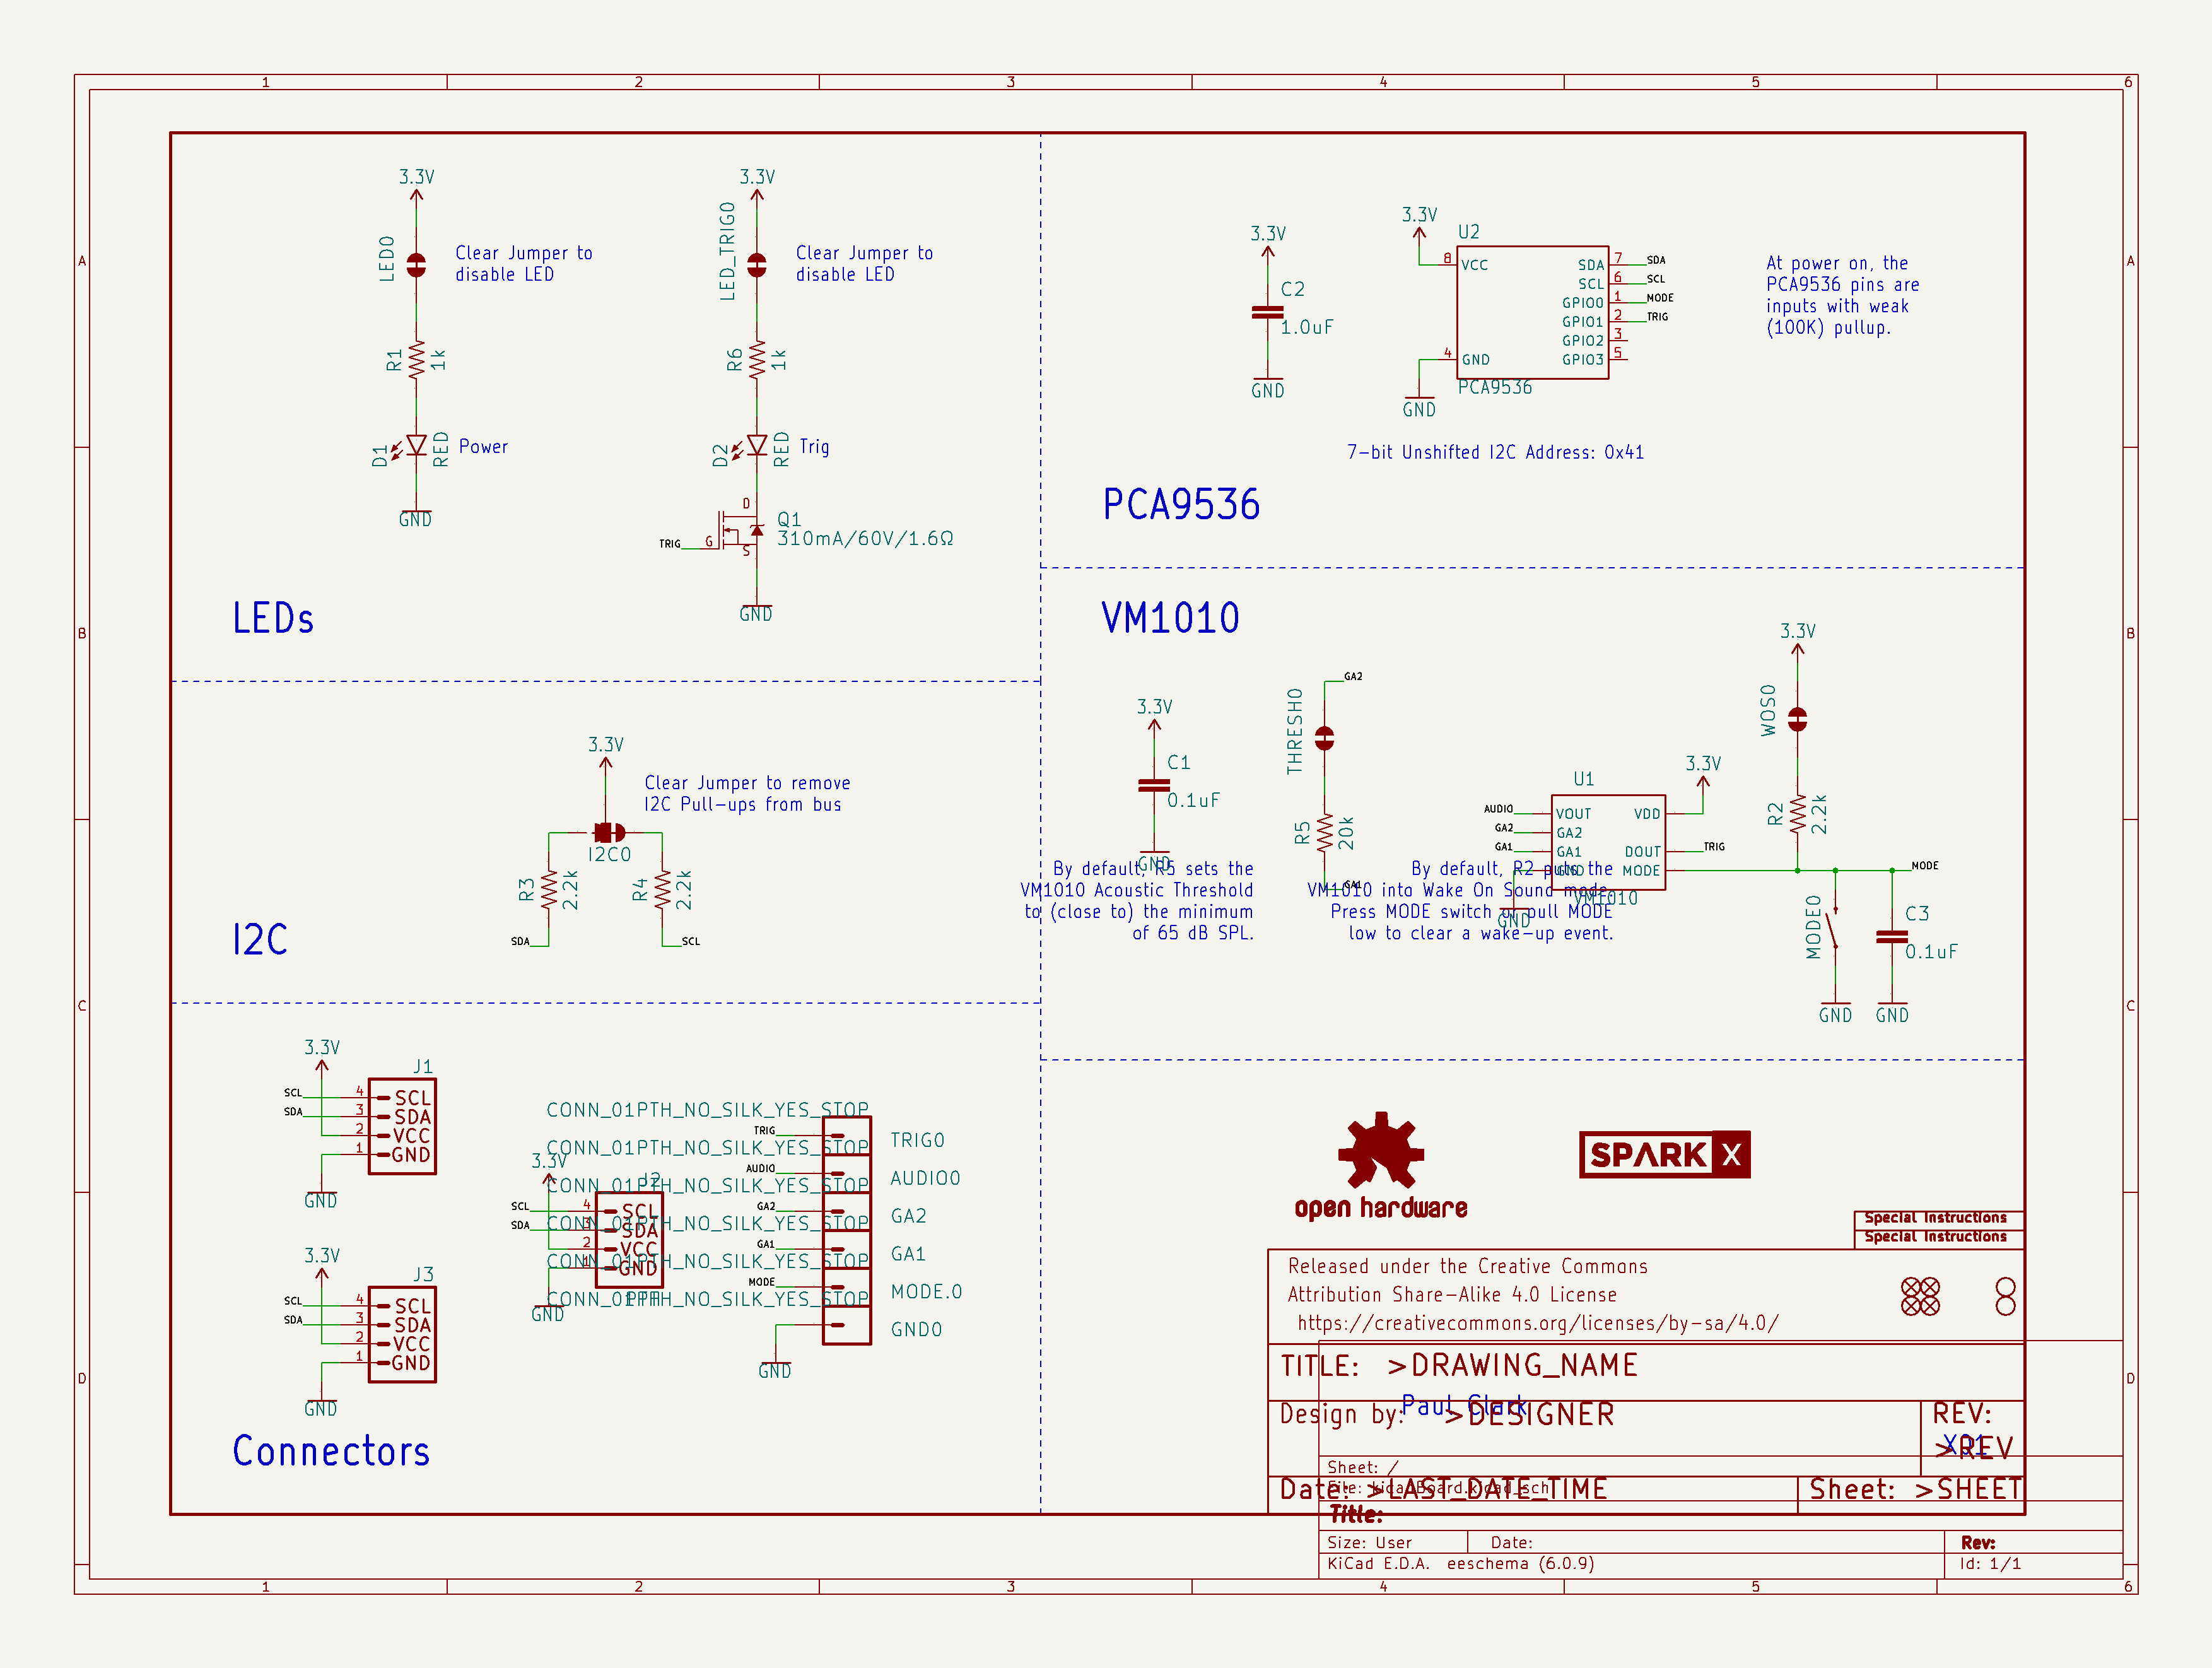 1 2 3 4 5 6
A
B
C
D
3.3V
LED0
Clear Jumper to
disable LED
R1
1k
D1
RED
Power
GND
3.3V
LED_TRIG0
Clear Jumper to
disable LED
R6
1k
D2
RED
Trig
D
Q1
310mA/60V/1.6Ω
TRIG
G
S
GND
LEDs
3.3V
C2
1.0uF
GND
3.3V
U2
8 VCC
4 GND
SDA 7 SDA
SCL 6 SCL
GPIO0 1 MODE
GPIO1 2 TRIG
GPIO2 3
GPIO3 5
PCA9536
GND
At power on, the
PCA9536 pins are
inputs with weak
(100K) pullup.
7-bit Unshifted I2C Address: 0x41
PCA9536
VM1010
3.3V
C1
0.1uF
GND
GA2
THRESH0
R5
20k
GA1
By default, R5 sets the
VM1010 Acoustic Threshold
to (close to) the minimum
of 65 dB SPL.
By default, R2 puts the
VM1010 into Wake On Sound mode.
Press MODE switch or pull MODE
low to clear a wake-up event.
U1
AUDIO VOUT
GA2 GA2
GA1 GA1
GND
VDD
DOUT TRIG
MODE
VM1010
GND
3.3V
3.3V
WOS0
R2
2.2k
MODE
MODE0
C3
0.1uF
GND
GND
3.3V
Clear Jumper to remove
I2C Pull-ups from bus
I2C0
R3
2.2k
R4
2.2k
SDA
SCL
I2C
3.3V
J1
SCL 4 SCL
SDA 3 SDA
2 VCC
1 GND
GND
3.3V
J3
SCL 4 SCL
SDA 3 SDA
2 VCC
1 GND
GND
3.3V
J2
SCL 4 SCL
SDA 3 SDA
2 VCC
1 GND
PTH
GND
CONN_01PTH_NO_SILK_YES_STOP
TRIG TRIG0
CONN_01PTH_NO_SILK_YES_STOP
AUDIO AUDIO0
CONN_01PTH_NO_SILK_YES_STOP
GA2 GA2
CONN_01PTH_NO_SILK_YES_STOP
GA1 GA1
CONN_01PTH_NO_SILK_YES_STOP
MODE MODE.0
CONN_01PTH_NO_SILK_YES_STOP
GND0
GND
Connectors
open hardware
SPARK X
Special Instructions
Special Instructions
Released under the Creative Commons
Attribution Share-Alike 4.0 License
https://creativecommons.org/licenses/by-sa/4.0/
TITLE: >DRAWING_NAME
Design by: >DESIGNER
Paul Clark
REV:
>REV
X01
Sheet: /
File: kicadBoard.kicad_sch
Date: >LAST_DATE_TIME
Sheet: >SHEET
Title:
Size: User
Date:
Rev:
KiCad E.D.A. eeschema (6.0.9)
Id: 1/1
1 2 3 4 5 6
A
B
C
D